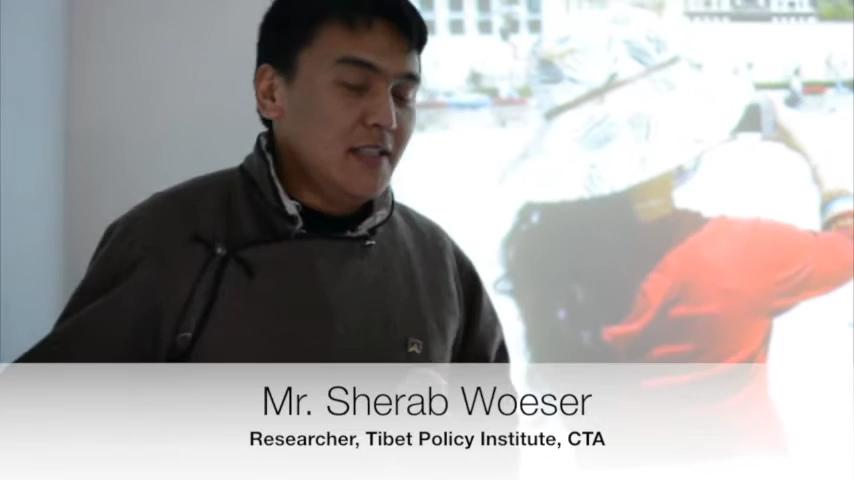 Mr. Sherab Woeser
Researcher, Tibet Policy Institute, CTA